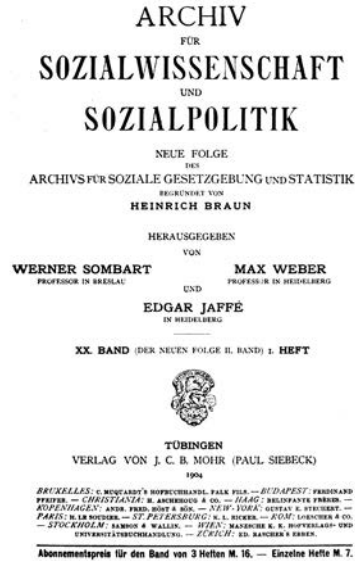 ARCHIV
FÜR
SOZIALWISSENSCHAFT
UND
SOZIALPOLITIK
NEUE FOLGE
DES
ARCHIVS FÜR SOZIALE GESETZGEBUNG UND STATISTIK
BEGRÜNDET VON
HEINRICH BRAUN
HERAUSGEGEBEN
VON
WERNER SOMBART
PROFESSOR IN BRESLAU
MAX WEBER
PROFESSOR IN HEIDELBERG
UND
EDGAR JAFFÉ
IN HEIDELBERG
XX. BAND (DER NEUEN FOLGE II. BAND) 1. HEFT
TÜBINGEN
VERLAG VON J. C. B. MOHR (PAUL SIEBECK)
1904
BRUXELLES: C. MUQUARDT'S HOFBUCHHANDL. FALK FILS. — BUDAPEST: FERDINAND
PFEIFER. — CHRISTIANIA: H. ASCHEHOUG & CO. — HAAG: BELINFANTE FRÈRES. —
KOPENHAGEN: ANDR. FRED. HÖST & SÖN. — NEW-YORK: GUSTAV E. STECHERT. —
PARIS: H. LE SOUDIER. — ST. PETERSBURG: K. L. RICKER. — ROM: LOESCHER & CO.
— STOCKHOLM: SAMSON & WALLIN. — WIEN: MANZSCHE K. K. HOFVERLAGS- UND
UNIVERSITÄTSBUCHHANDLUNG. — ZÜRICH: ED. RASCHER'S ERBEN.
Abonnementspreis für den Band von 3 Heften M. 16. — Einzelne Hefte M. 7.